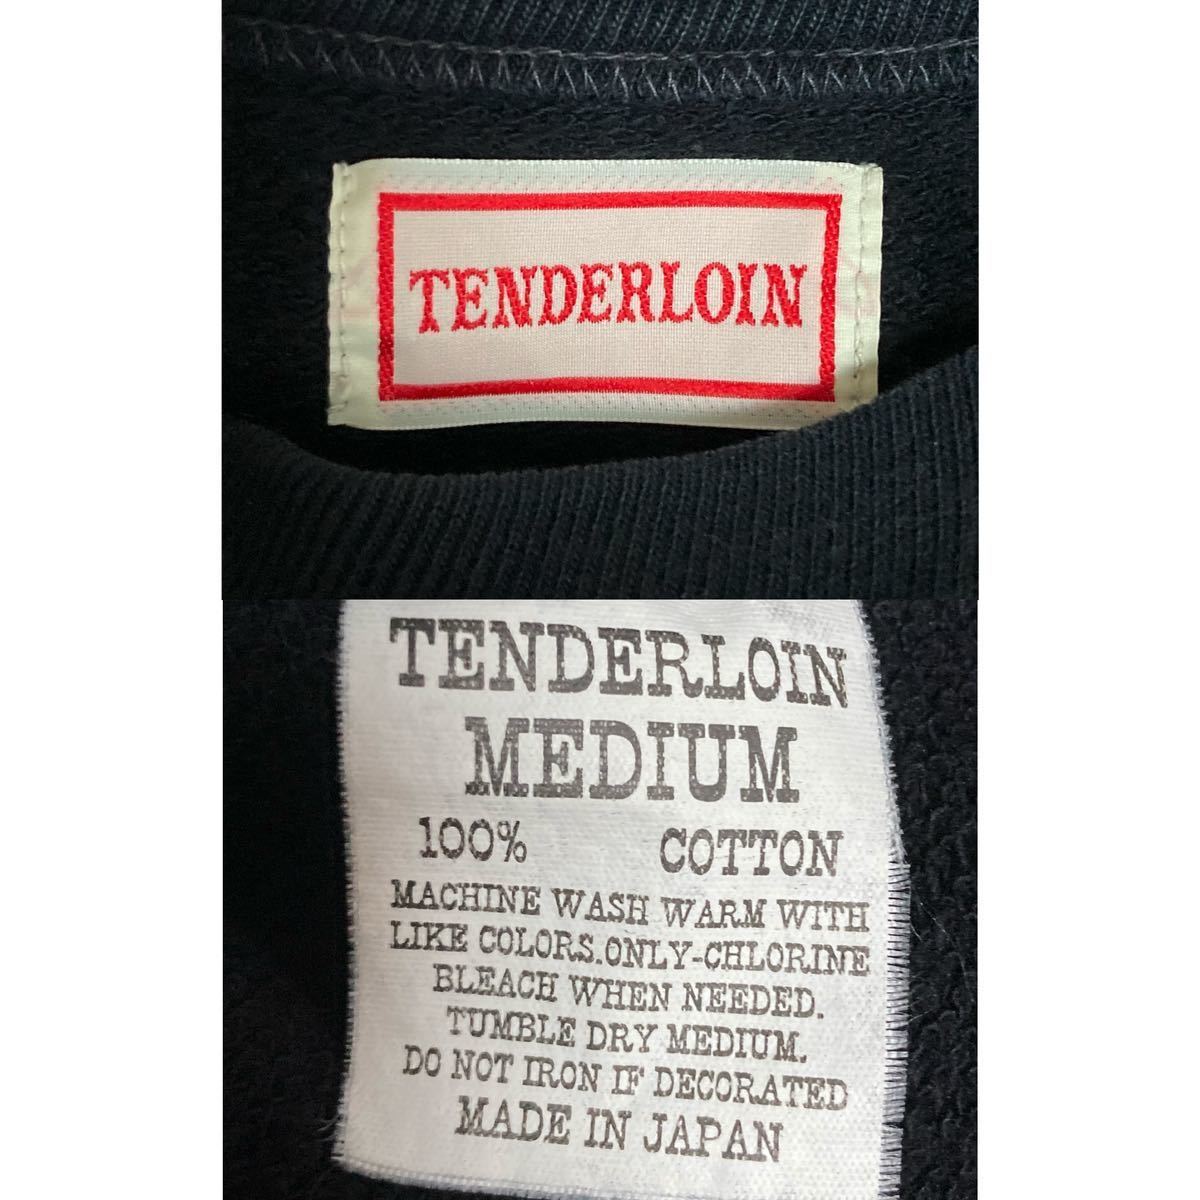 TENDERLOIN
TENDERLOIN
MEDIUM
100% COTTON
MACHINE WASH WARM WITH
LIKE COLORS.ONLY-CHLORINE
BLEACH WHEN NEEDED.
TUMBLE DRY MEDIUM.
DO NOT IRON IF DECORATED
MADE IN JAPAN